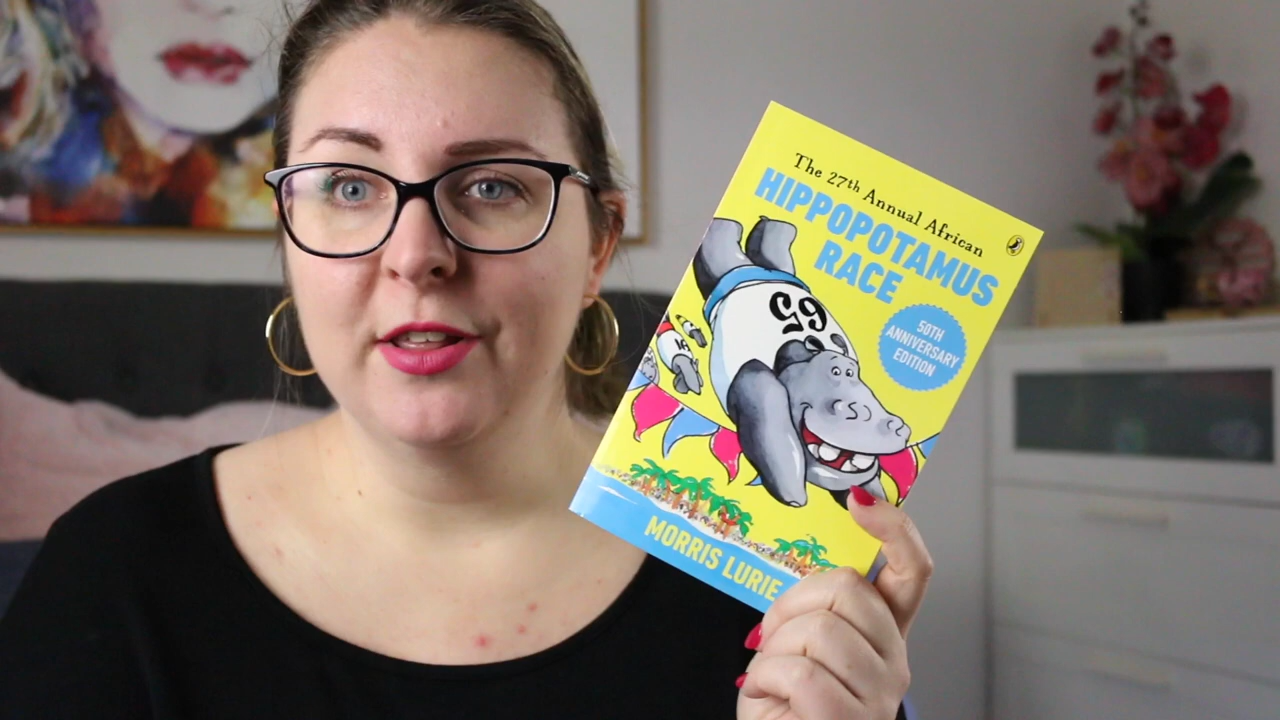 The 27th Annual African
HIPPOPOTAMUS
RACE
50TH
ANNIVERSARY
EDITION
65
MORRIS LURIE